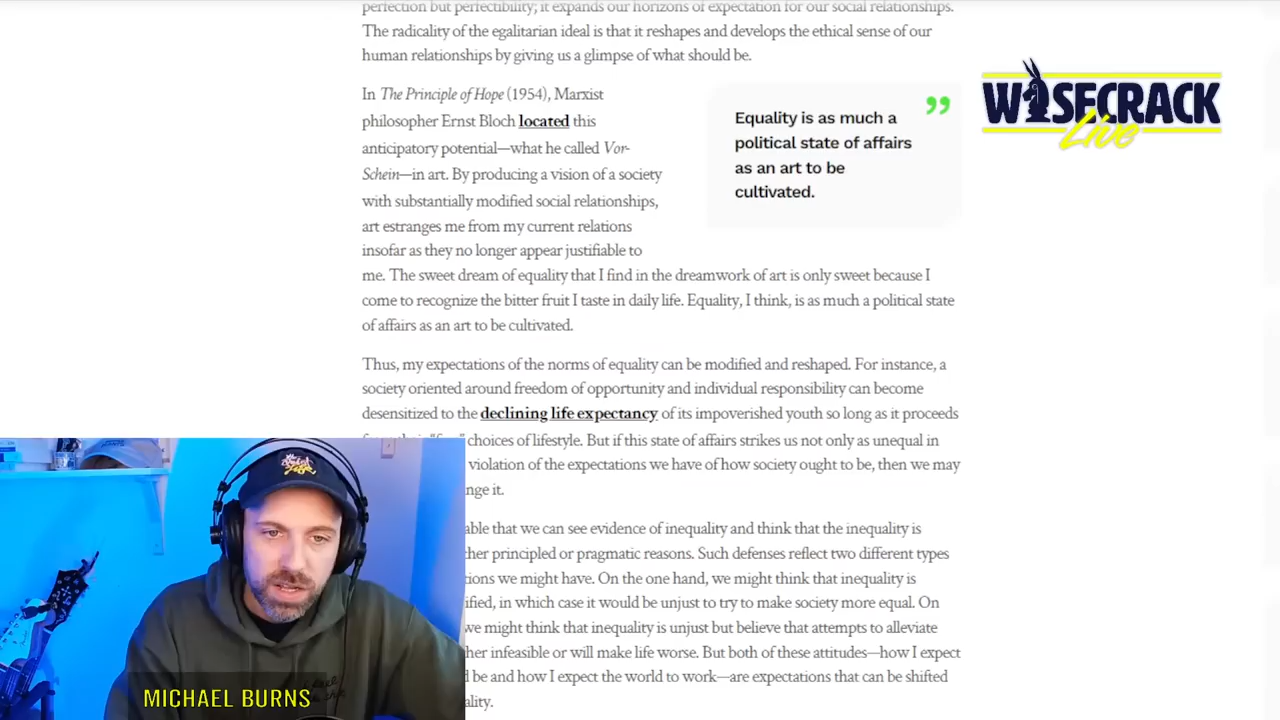 perfection but perfectibility; it expands our horizons of expectation for our social relationships.
The radicality of the egalitarian ideal is that it reshapes and develops the ethical sense of our
human relationships by giving us a glimpse of what should be.
WISECRACK
Live
In The Principle of Hope (1954), Marxist
philosopher Ernst Bloch located this
anticipatory potential—what he called Vor-
Schein—in art. By producing a vision of a society
with substantially modified social relationships,
art estranges me from my current relations
insofar as they no longer appear justifiable to
me. The sweet dream of equality that I find in the dreamwork of art is only sweet because I
come to recognize the bitter fruit I taste in daily life. Equality, I think, is as much a political state
of affairs as an art to be cultivated.
”
Equality is as much a
political state of affairs
as an art to be
cultivated.
Thus, my expectations of the norms of equality can be modified and reshaped. For instance, a
society oriented around freedom of opportunity and individual responsibility can become
desensitized to the declining life expectancy of its impoverished youth so long as it proceeds
choices of lifestyle. But if this state of affairs strikes us not only as unequal in
violation of the expectations we have of how society ought to be, then we may
nge it.
able that we can see evidence of inequality and think that the inequality is
her principled or pragmatic reasons. Such defenses reflect two different types
tions we might have. On the one hand, we might think that inequality is
ified, in which case it would be unjust to try to make society more equal. On
we might think that inequality is unjust but believe that attempts to alleviate
her infeasible or will make life worse. But both of these attitudes—how I expect
d be and how I expect the world to work—are expectations that can be shifted
ality.
MICHAEL BURNS